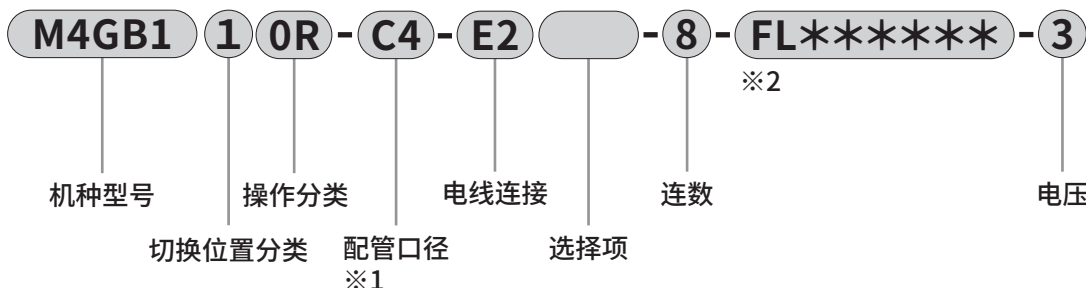 M4GB1 1 0R - C4 - E2 - 8 - FL＊＊＊＊＊＊ - 3
※2
机种型号 操作分类 电线连接 连数 电压
切换位置分类 配管口径 选择项
※1